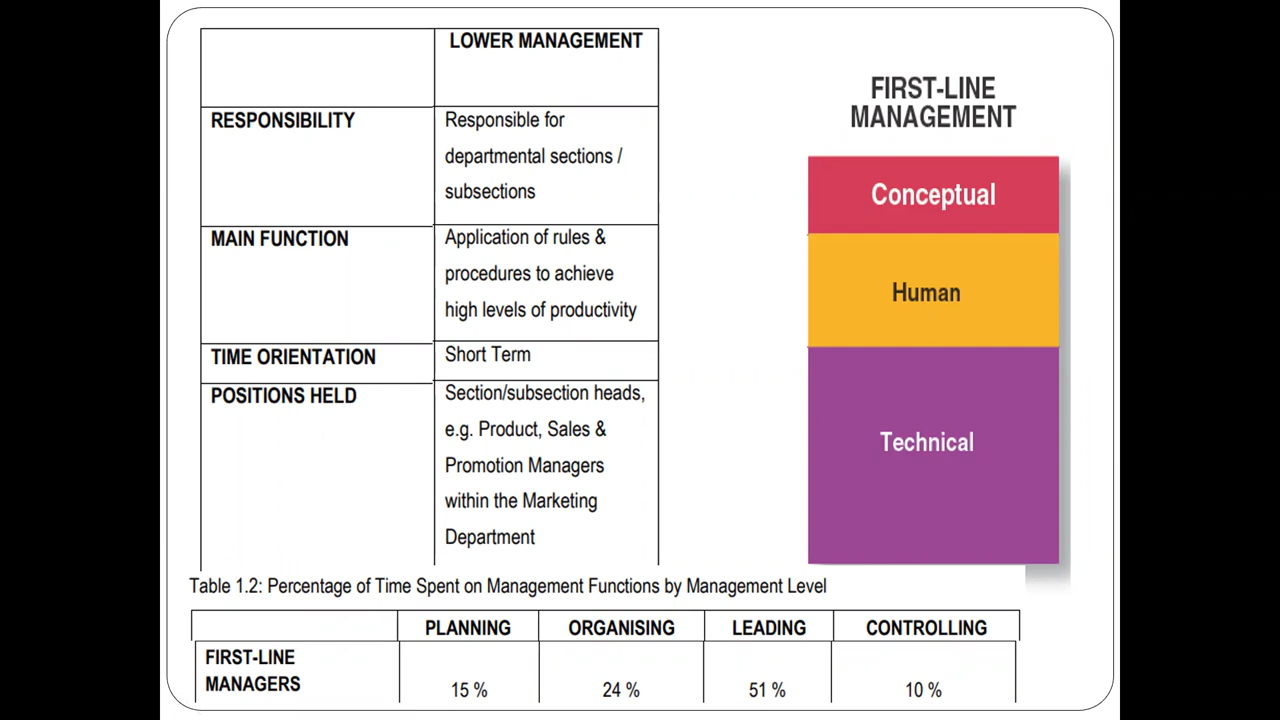 LOWER MANAGEMENT
RESPONSIBILITY
Responsible for
departmental sections /
subsections
MAIN FUNCTION
Application of rules &
procedures to achieve
high levels of productivity
TIME ORIENTATION
Short Term
POSITIONS HELD
Section/subsection heads,
e.g. Product, Sales &
Promotion Managers
within the Marketing
Department
FIRST-LINE
MANAGEMENT
Conceptual
Human
Technical
Table 1.2: Percentage of Time Spent on Management Functions by Management Level
PLANNING ORGANISING LEADING CONTROLLING
FIRST-LINE
MANAGERS
15 % 24 % 51 % 10 %